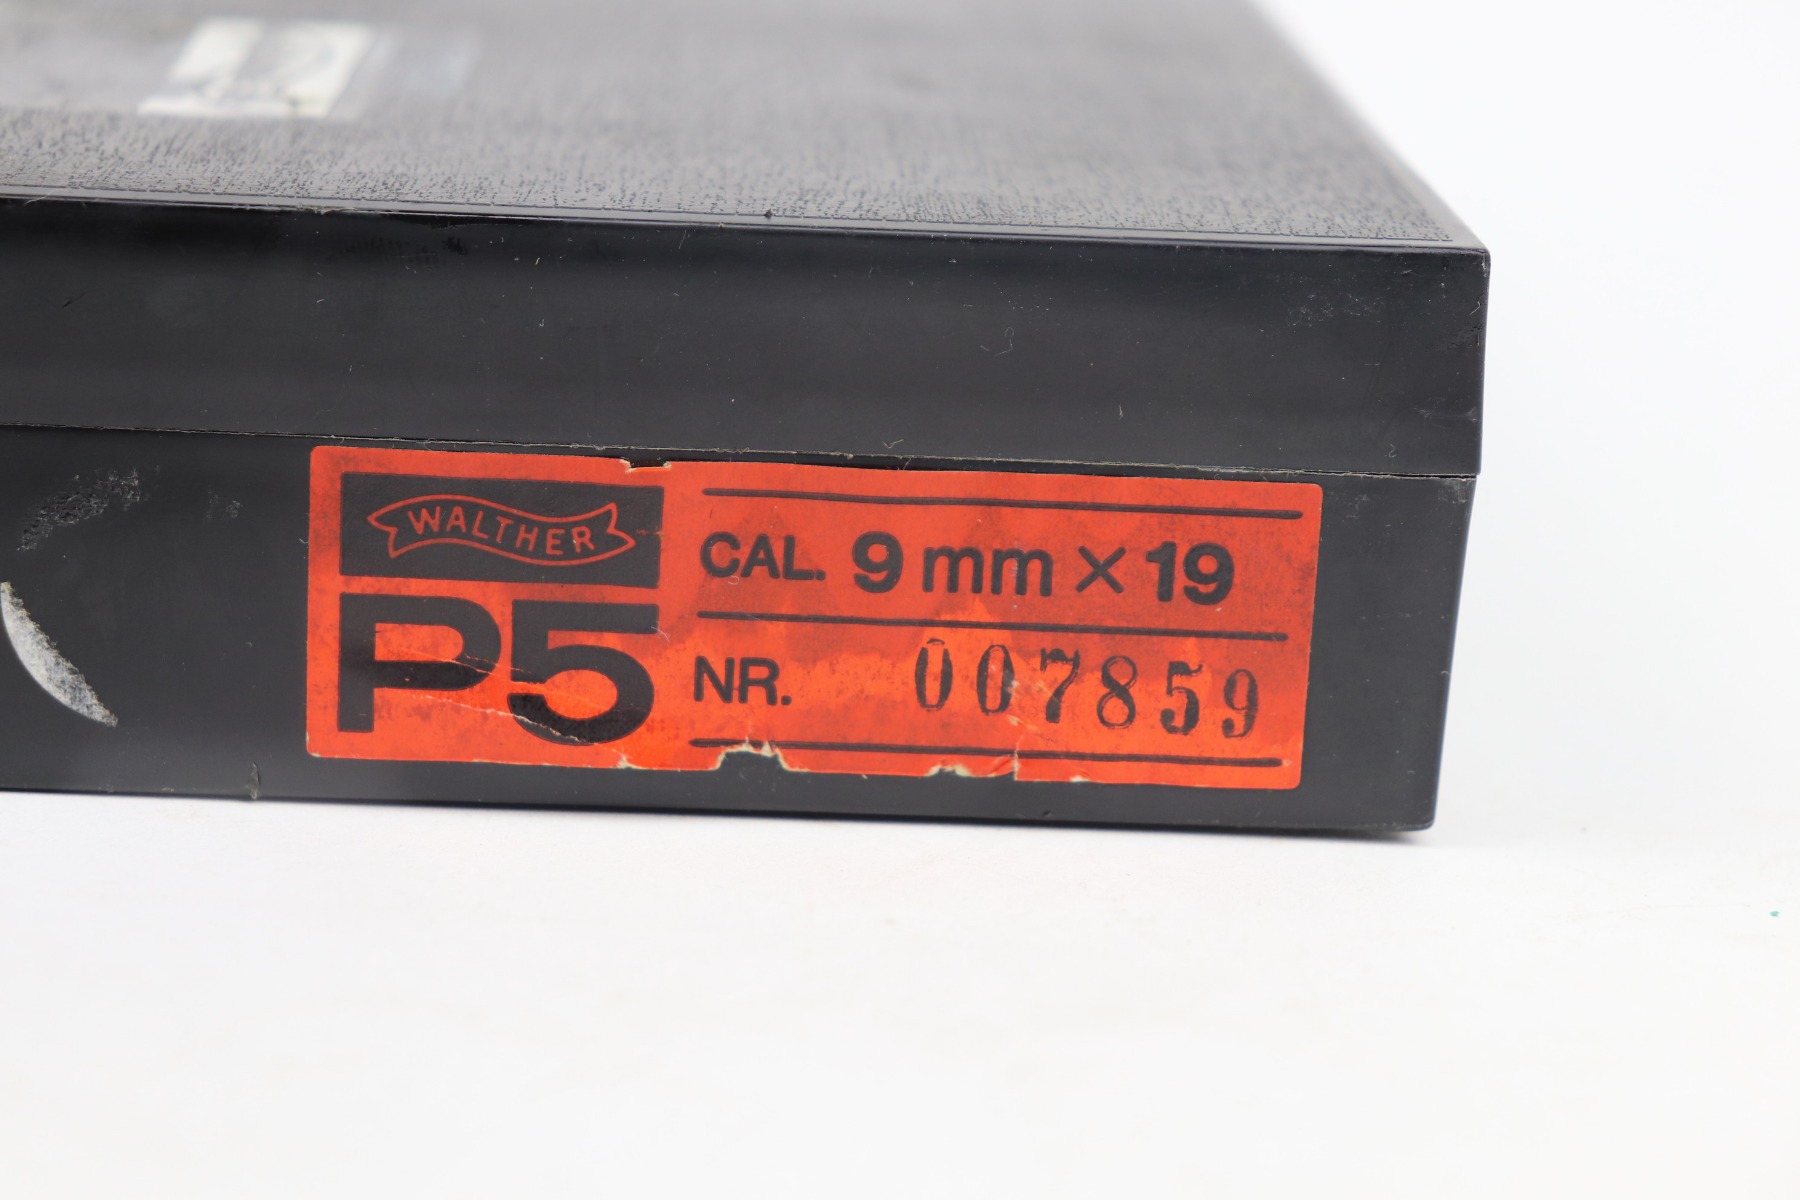 WALTHER
P5
CAL. 9 mm × 19
NR. 007859